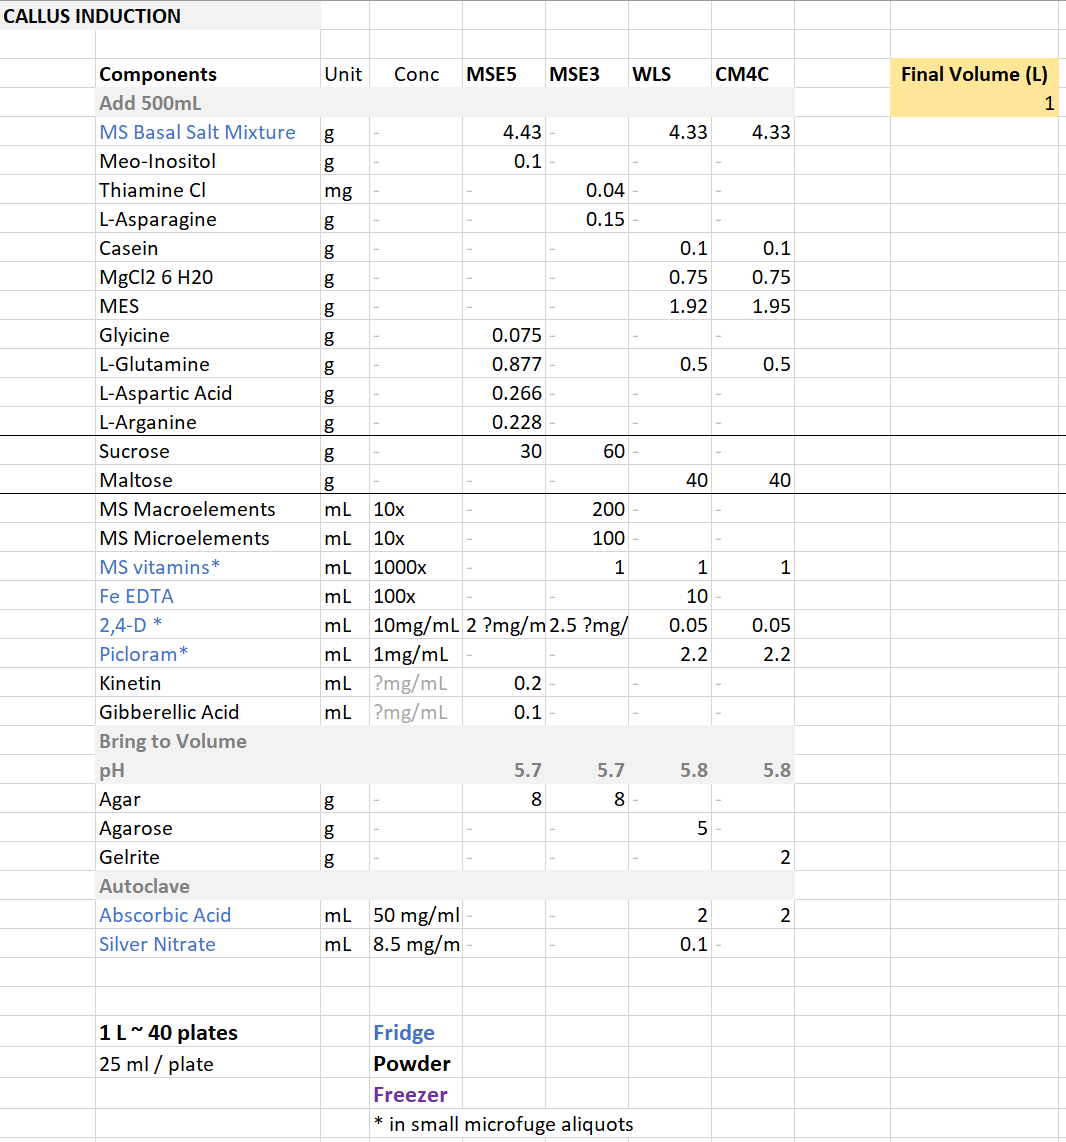 CALLUS INDUCTION
Components Unit Conc MSE5 MSE3 WLS CM4C Final Volume (L)
Add 500mL 1
MS Basal Salt Mixture g - 4.43 - 4.33 4.33
Meo-Inositol g - 0.1 - - -
Thiamine Cl mg - - 0.04 - -
L-Asparagine g - - 0.15 - -
Casein g - - - 0.1 0.1
MgCl2 6 H20 g - - - 0.75 0.75
MES g - - - 1.92 1.95
Glyicine g - 0.075 - - -
L-Glutamine g - 0.877 - 0.5 0.5
L-Aspartic Acid g - 0.266 - - -
L-Arganine g - 0.228 - - -
Sucrose g - 30 60 - -
Maltose g - - - 40 40
MS Macroelements mL 10x - 200 - -
MS Microelements mL 10x - 100 - -
MS vitamins* mL 1000x - 1 1 1
Fe EDTA mL 100x - - 10 -
2,4-D * mL 10mg/mL 2 ?mg/m 2.5 ?mg/ 0.05 0.05
Picloram* mL 1mg/mL - - 2.2 2.2
Kinetin mL ?mg/mL 0.2 - - -
Gibberellic Acid mL ?mg/mL 0.1 - - -
Bring to Volume
pH 5.7 5.7 5.8 5.8
Agar g - 8 8 - -
Agarose g - - - 5 -
Gelrite g - - - - 2
Autoclave
Abscorbic Acid mL 50 mg/ml - - 2 2
Silver Nitrate mL 8.5 mg/m - - 0.1 -
1 L ~ 40 plates Fridge
25 ml / plate Powder
Freezer
* in small microfuge aliquots